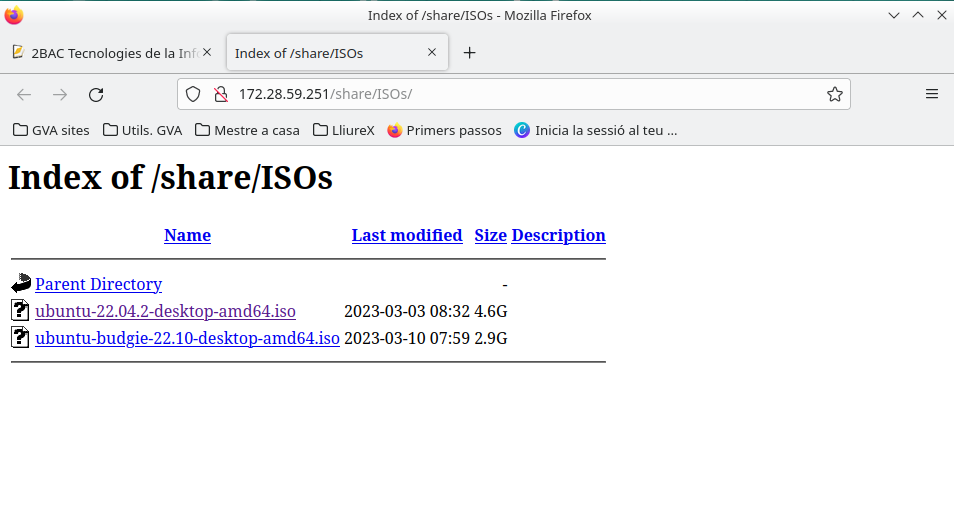 Index of /share/ISOs - Mozilla Firefox
2BAC Tecnologies de la Info
Index of /share/ISOs
172.28.59.251/share/ISOs/
GVA sites Utils. GVA Mestre a casa LliureX Primers passos Inicia la sessió al teu ...
Index of /share/ISOs
Name Last modified Size Description
Parent Directory -
ubuntu-22.04.2-desktop-amd64.iso 2023-03-03 08:32 4.6G
ubuntu-budgie-22.10-desktop-amd64.iso 2023-03-10 07:59 2.9G